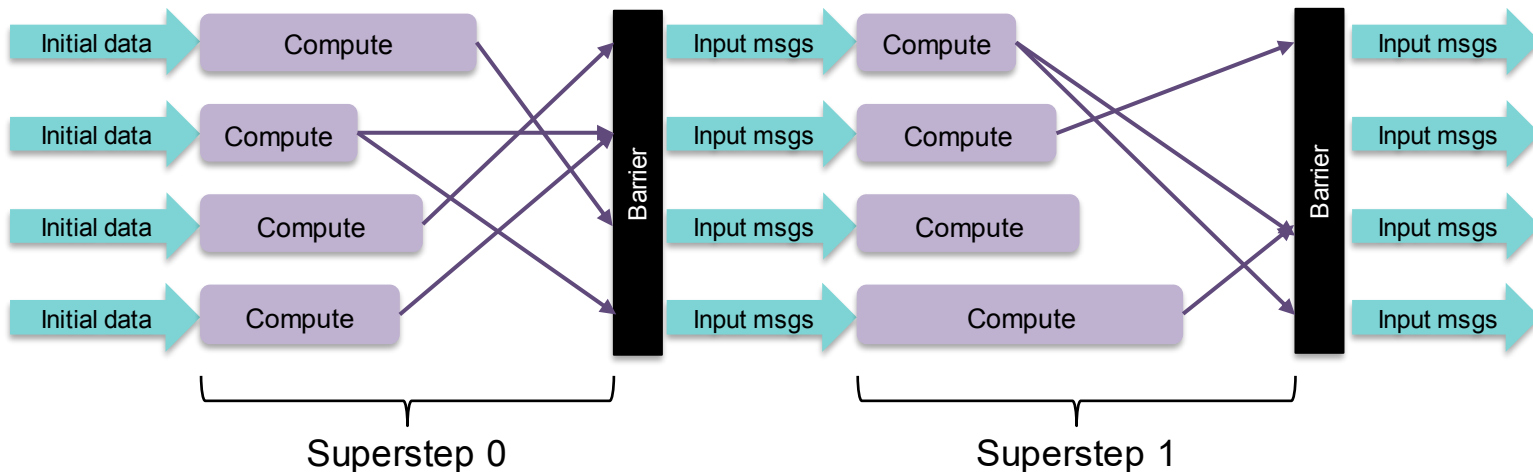 Initial data
Compute
Input msgs
Compute
Input msgs
Initial data
Compute
Input msgs
Compute
Input msgs
Barrier
Barrier
Initial data
Compute
Input msgs
Compute
Input msgs
Initial data
Compute
Input msgs
Compute
Input msgs
Superstep 0
Superstep 1